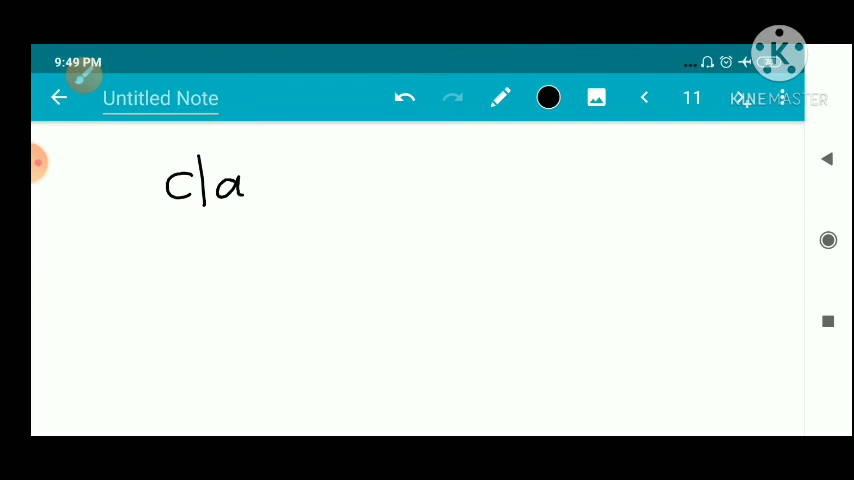 9:49 PM
KINEMASTER
Untitled Note
11
c|a